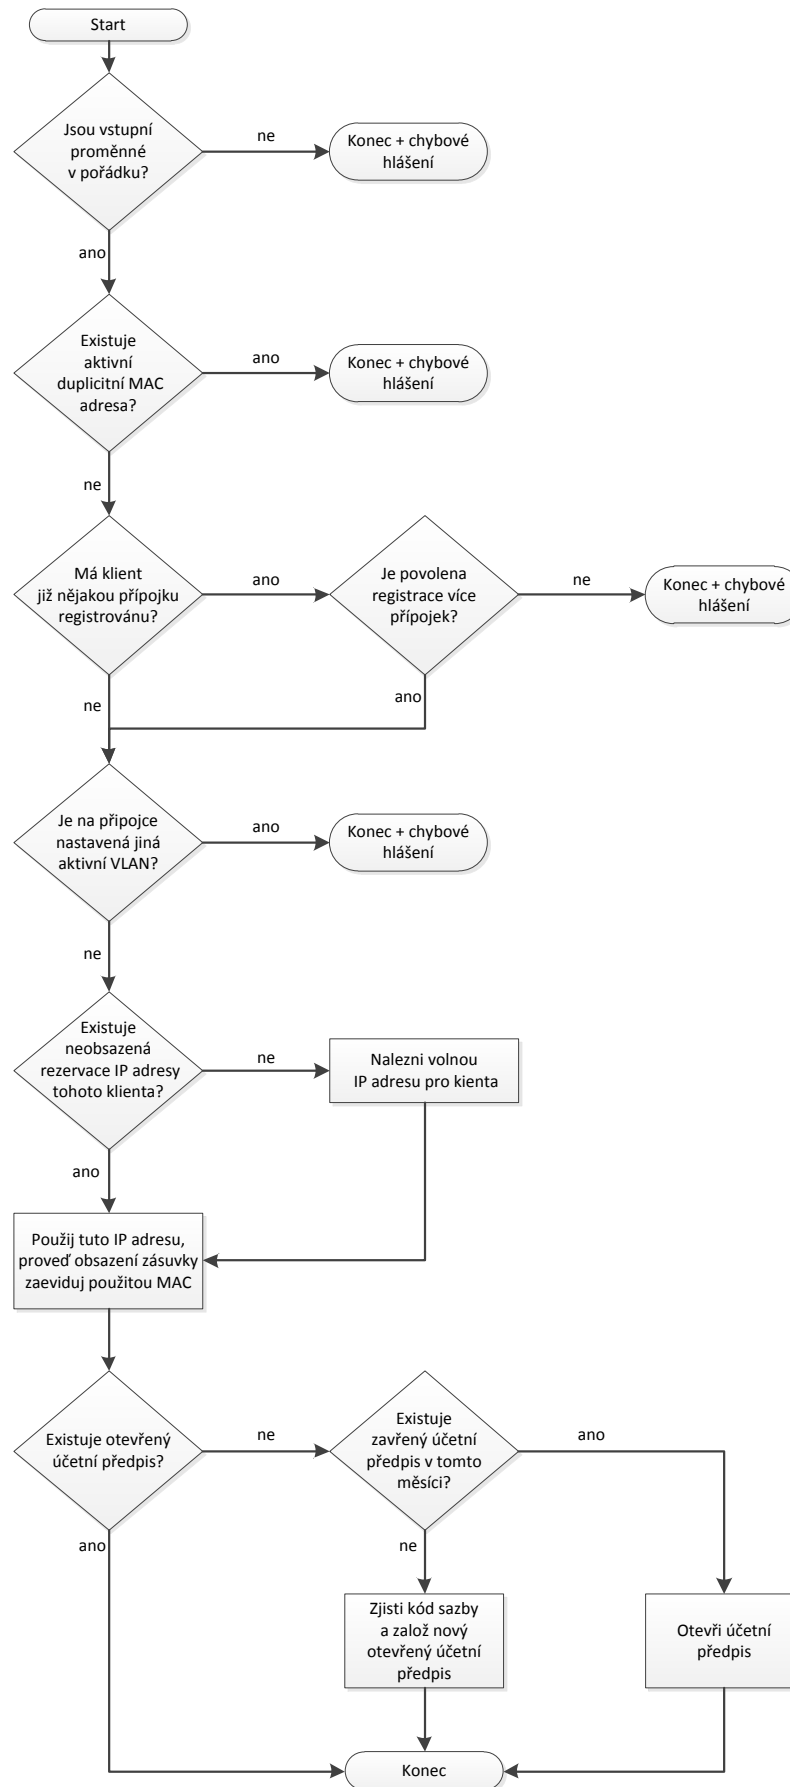 Start
Jsou vstupní
proměnné
v pořádku?
ne
Konec + chybové
hlášení
ano
Existuje
aktivní
duplicitní MAC
adresa?
ano
Konec + chybové
hlášení
ne
Má klient
již nějakou přípojku
registrovánu?
ano
Je povolena
registrace více
přípojek?
ne
Konec + chybové
hlášení
ne
ano
Je na připojce
nastavená jiná
aktivní VLAN?
ano
Konec + chybové
hlášení
ne
Existuje
neobsazená
rezervace IP adresy
tohoto klienta?
ne
Nalezni volnou
IP adresu pro kienta
ano
Použij tuto IP adresu,
proveď obsazení zásuvky
zaeviduj použitou MAC
Existuje otevřený
účetní předpis?
ne
Existuje
zavřený účetní
předpis v tomto
měsíci?
ano
ano
ne
Zjisti kód sazby
a založ nový
otevřený účetní
předpis
Otevři účetní
předpis
Konec